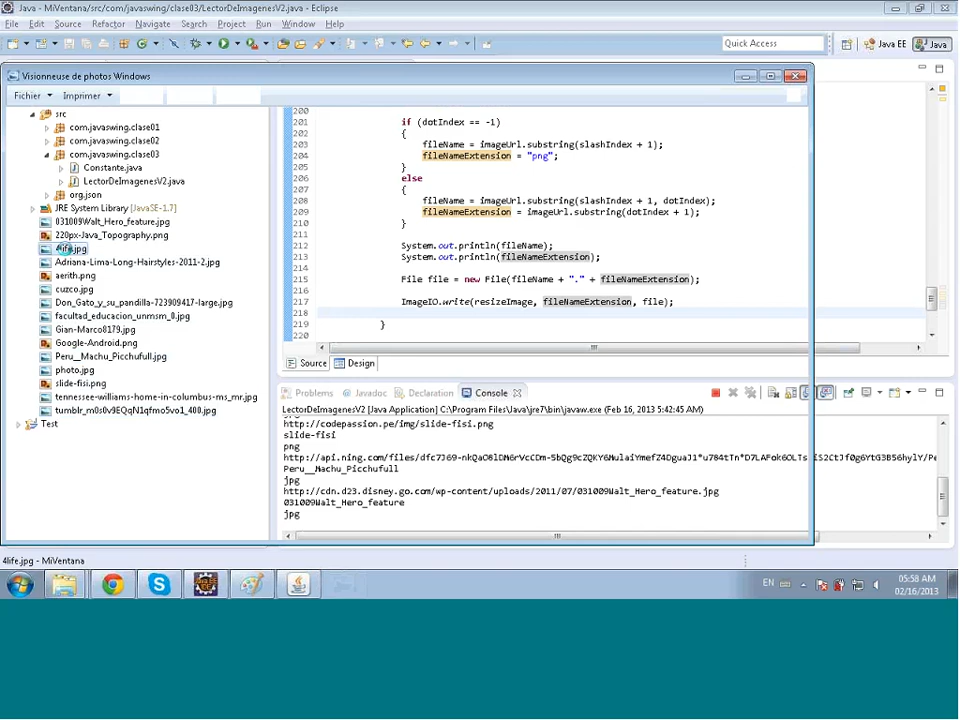 Java - MiVentana/src/com/javaswing/clase03/LectorDeImagenesV2.java - Eclipse
File Edit Source Refactor Navigate Search Project Run Window Help
Quick Access
Java EE
Java
Visionneuse de photos Windows
Fichier
Imprimer
src
com.javaswing.clase01
com.javaswing.clase02
com.javaswing.clase03
Constante.java
LectorDeImagenesV2.java
org.json
JRE System Library [JavaSE-1.7]
031009Walt_Hero_feature.jpg
220px-Java_Topography.png
4life.jpg
Adriana-Lima-Long-Hairstyles-2011-2.jpg
aerith.png
cuzco.jpg
Don_Gato_y_su_pandilla-723909417-large.jpg
facultad_educacion_unmsm_8.jpg
Gian-Marco8179.jpg
Google-Android.png
Peru__Machu_Picchufull.jpg
photo.jpg
slide-fisi.png
tennessee-williams-home-in-columbus-ms_mr.jpg
tumblr_m0s0v9EQqN1qfmo5vo1_400.jpg
Test
200
201 if (dotIndex == -1)
202 {
203 fileName = imageUrl.substring(slashIndex + 1);
204 fileNameExtension = "png";
205 }
206 else
207 {
208 fileName = imageUrl.substring(slashIndex + 1, dotIndex);
209 fileNameExtension = imageUrl.substring(dotIndex + 1);
210 }
211
212 System.out.println(fileName);
213 System.out.println(fileNameExtension);
214
215 File file = new File(fileName + "." + fileNameExtension);
216
217 ImageIO.write(resizeImage, fileNameExtension, file);
218
219 }
220
Source
Design
Problems
Javadoc
Declaration
Console
LectorDeImagenesV2 [Java Application] C:\Program Files\Java\jre7\bin\javaw.exe (Feb 16, 2013 5:42:45 AM)
http://codepassion.pe/img/slide-fisi.png
slide-fisi
png
Peru__Machu_Picchufull
jpg
http://cdn.d23.disney.go.com/wp-content/uploads/2011/07/031009Walt_Hero_feature.jpg
031009Walt_Hero_feature
jpg
4life.jpg - MiVentana
EN
05:58 AM
02/16/2013